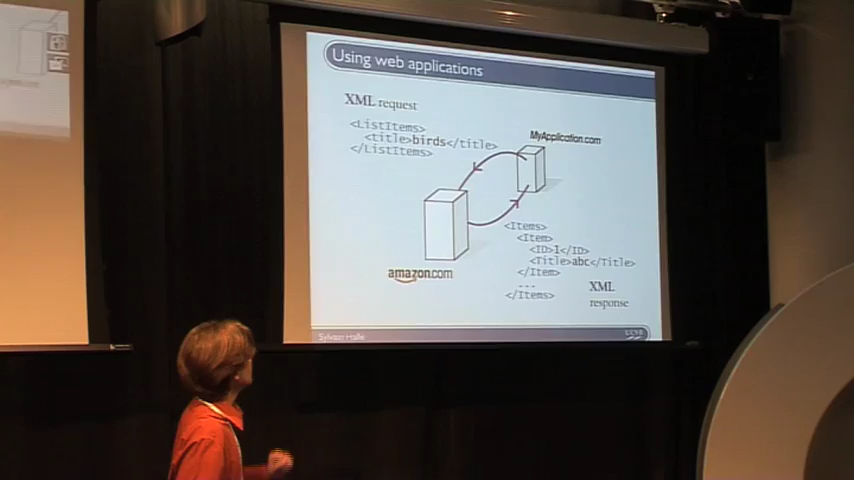 Using web applications
XML request
<ListItems>
<title>birds</title>
</ListItems>
MyApplication.com
amazon.com
<Items>
<Item>
<ID>1</ID>
<Title>abc</Title>
</Item>
...
</Items>
XML
response
Sylvain Hallé